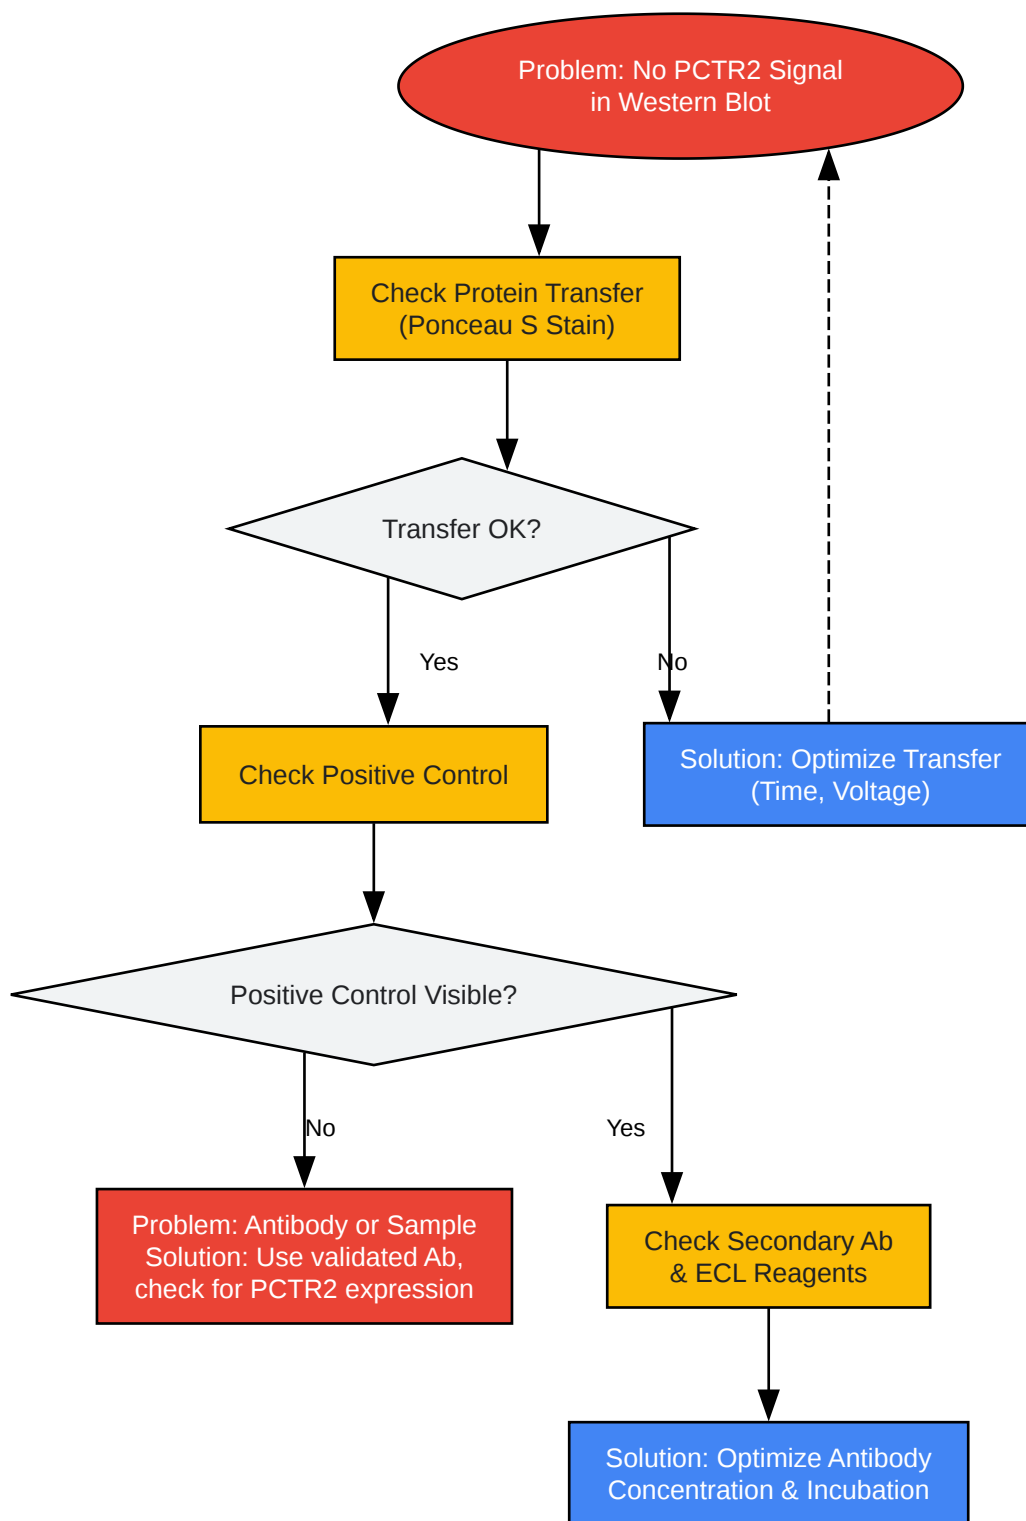 Problem: No PCTR2 Signal
in Western Blot
Check Protein Transfer
(Ponceau S Stain)
Transfer OK?
Yes
No
Check Positive Control
Solution: Optimize Transfer
(Time, Voltage)
Positive Control Visible?
No
Yes
Problem: Antibody or Sample
Solution: Use validated Ab,
check for PCTR2 expression
Check Secondary Ab
& ECL Reagents
Solution: Optimize Antibody
Concentration & Incubation